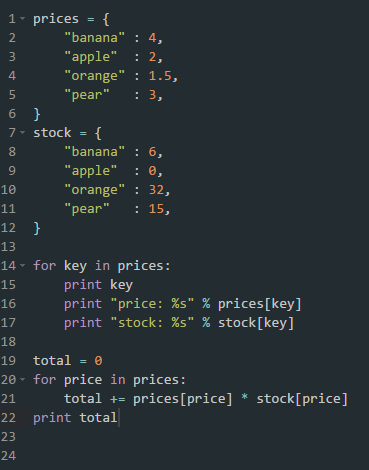 1 prices = {
2     "banana" : 4,
3     "apple"  : 2,
4     "orange" : 1.5,
5     "pear"   : 3,
6 }
7 stock = {
8     "banana" : 6,
9     "apple"  : 0,
10     "orange" : 32,
11     "pear"   : 15,
12 }
13
14 for key in prices:
15     print key
16     print "price: %s" % prices[key]
17     print "stock: %s" % stock[key]
18
19 total = 0
20 for price in prices:
21     total += prices[price] * stock[price]
22 print total
23
24